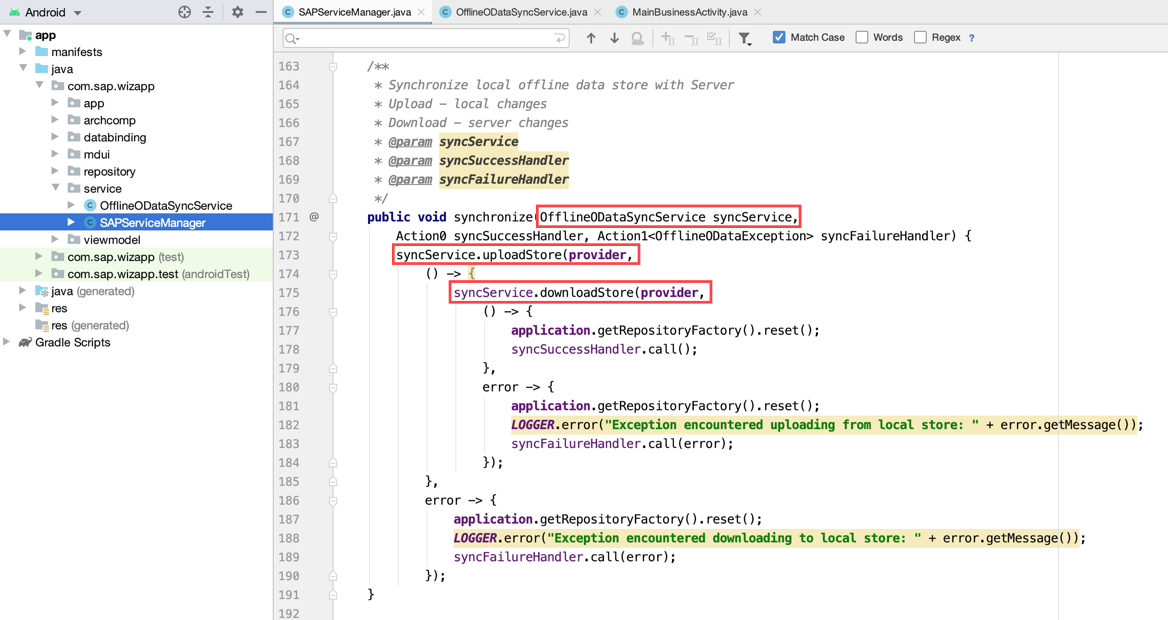 Android
SAPServiceManager.java
OfflineODataSyncService.java
MainBusinessActivity.java
app
manifests
java
com.sap.wizapp
app
archcomp
databinding
mdui
repository
service
OfflineODataSyncService
SAPServiceManager
viewmodel
com.sap.wizapp (test)
com.sap.wizapp.test (androidTest)
java (generated)
res
res (generated)
Gradle Scripts
Match Case
Words
Regex ?
163 /**
164 * Synchronize local offline data store with Server
165 * Upload – local changes
166 * Download – server changes
167 * @param syncService
168 * @param syncSuccessHandler
169 * @param syncFailureHandler
170 */
171 @ public void synchronize(OfflineODataSyncService syncService,
172 Action0 syncSuccessHandler, Action1<OfflineODataException> syncFailureHandler) {
173 syncService.uploadStore(provider,
174 () -> {
175 syncService.downloadStore(provider,
176 () -> {
177 application.getRepositoryFactory().reset();
178 syncSuccessHandler.call();
179 },
180 error -> {
181 application.getRepositoryFactory().reset();
182 LOGGER.error("Exception encountered uploading from local store: " + error.getMessage());
183 syncFailureHandler.call(error);
184 });
185 },
186 error -> {
187 application.getRepositoryFactory().reset();
188 LOGGER.error("Exception encountered downloading to local store: " + error.getMessage());
189 syncFailureHandler.call(error);
190 });
191 }
192